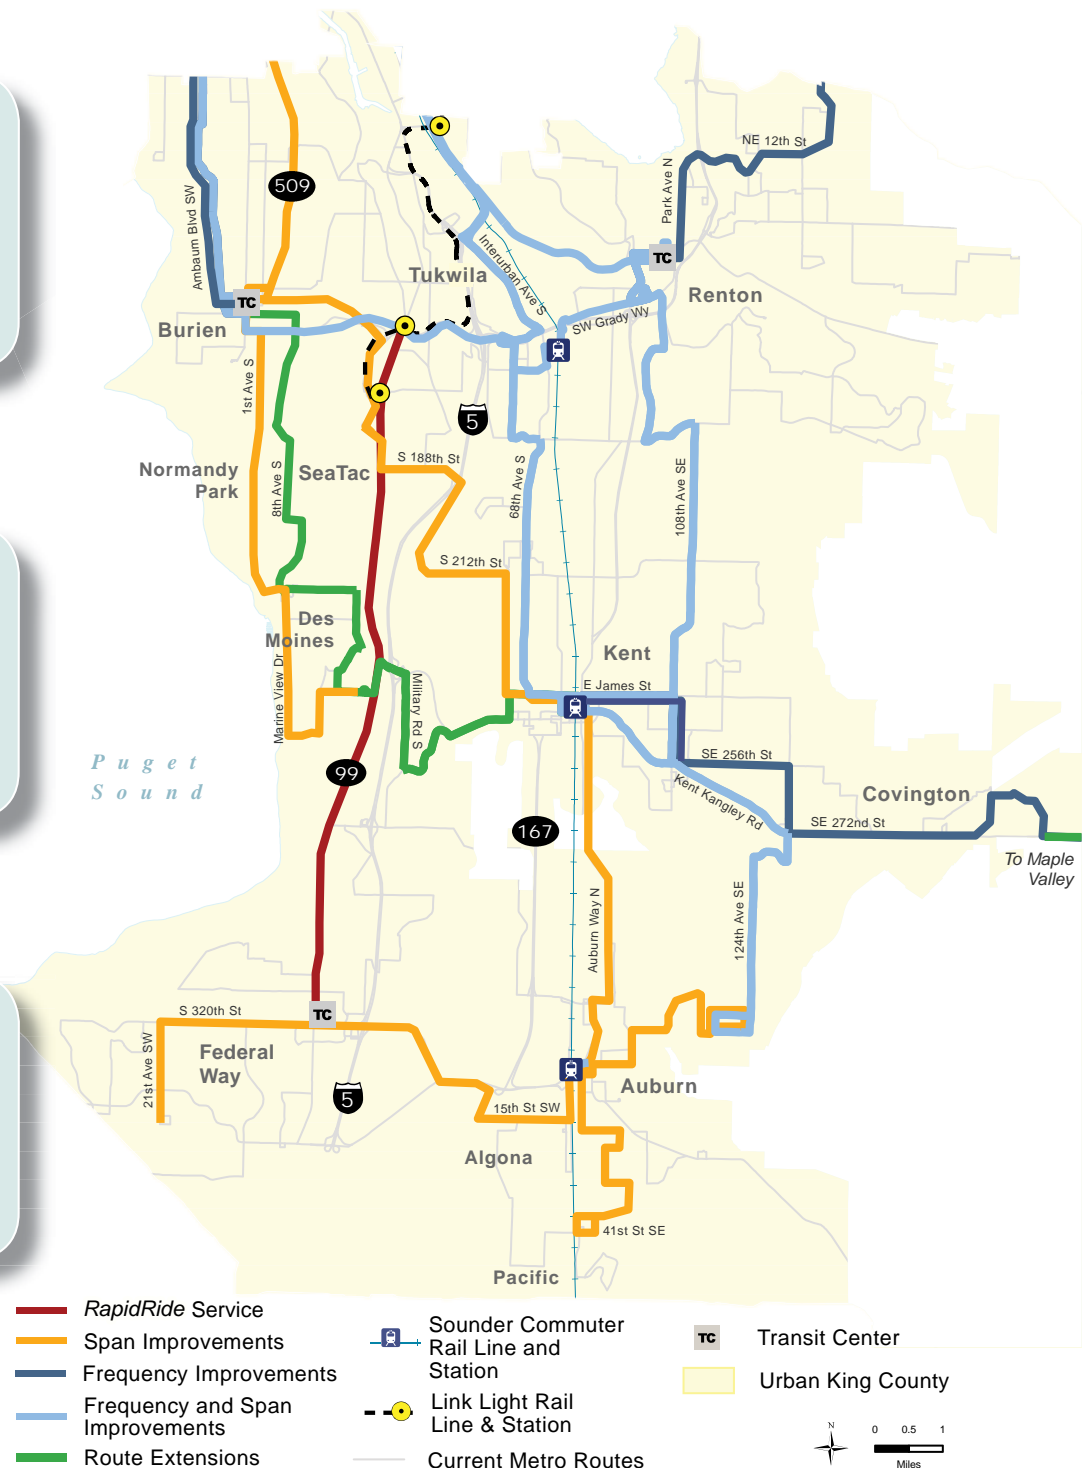 NE 12th St
Park Ave N
509
Ambaum Blvd SW
Interurban Ave S
Tukwila
TC
TC
Renton
Burien
SW Grady Wy
1st Ave S
5
S 188th St
Normandy
Park
SeaTac
8th Ave S
68th Ave S
108th Ave SE
S 212th St
Des
Moines
Kent
E James St
Marine View Dr
Military Rd S
SE 256th St
Puget
Sound
99
Kent Kangley Rd
Covington
SE 272nd St
167
To Maple
Valley
124th Ave SE
Auburn Way N
S 320th St
TC
21st Ave SW
Federal
Way
5
Auburn
15th St SW
Algona
41st St SE
Pacific
RapidRide Service
Span Improvements
Frequency Improvements
Frequency and Span
Improvements
Route Extensions
Sounder Commuter
Rail Line and
Station
Link Light Rail
Line & Station
Current Metro Routes
TC
Transit Center
Urban King County
N
0 0.5 1
Miles